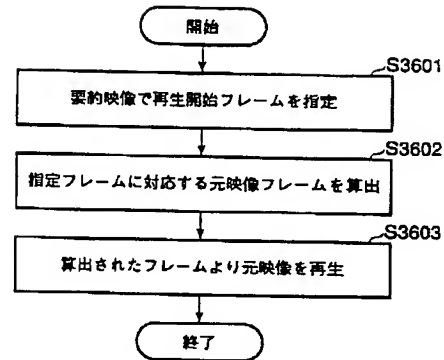 開始
S3601
要約映像で再生開始フレームを指定
S3602
指定フレームに対応する元映像フレームを算出
S3603
算出されたフレームより元映像を再生
終了